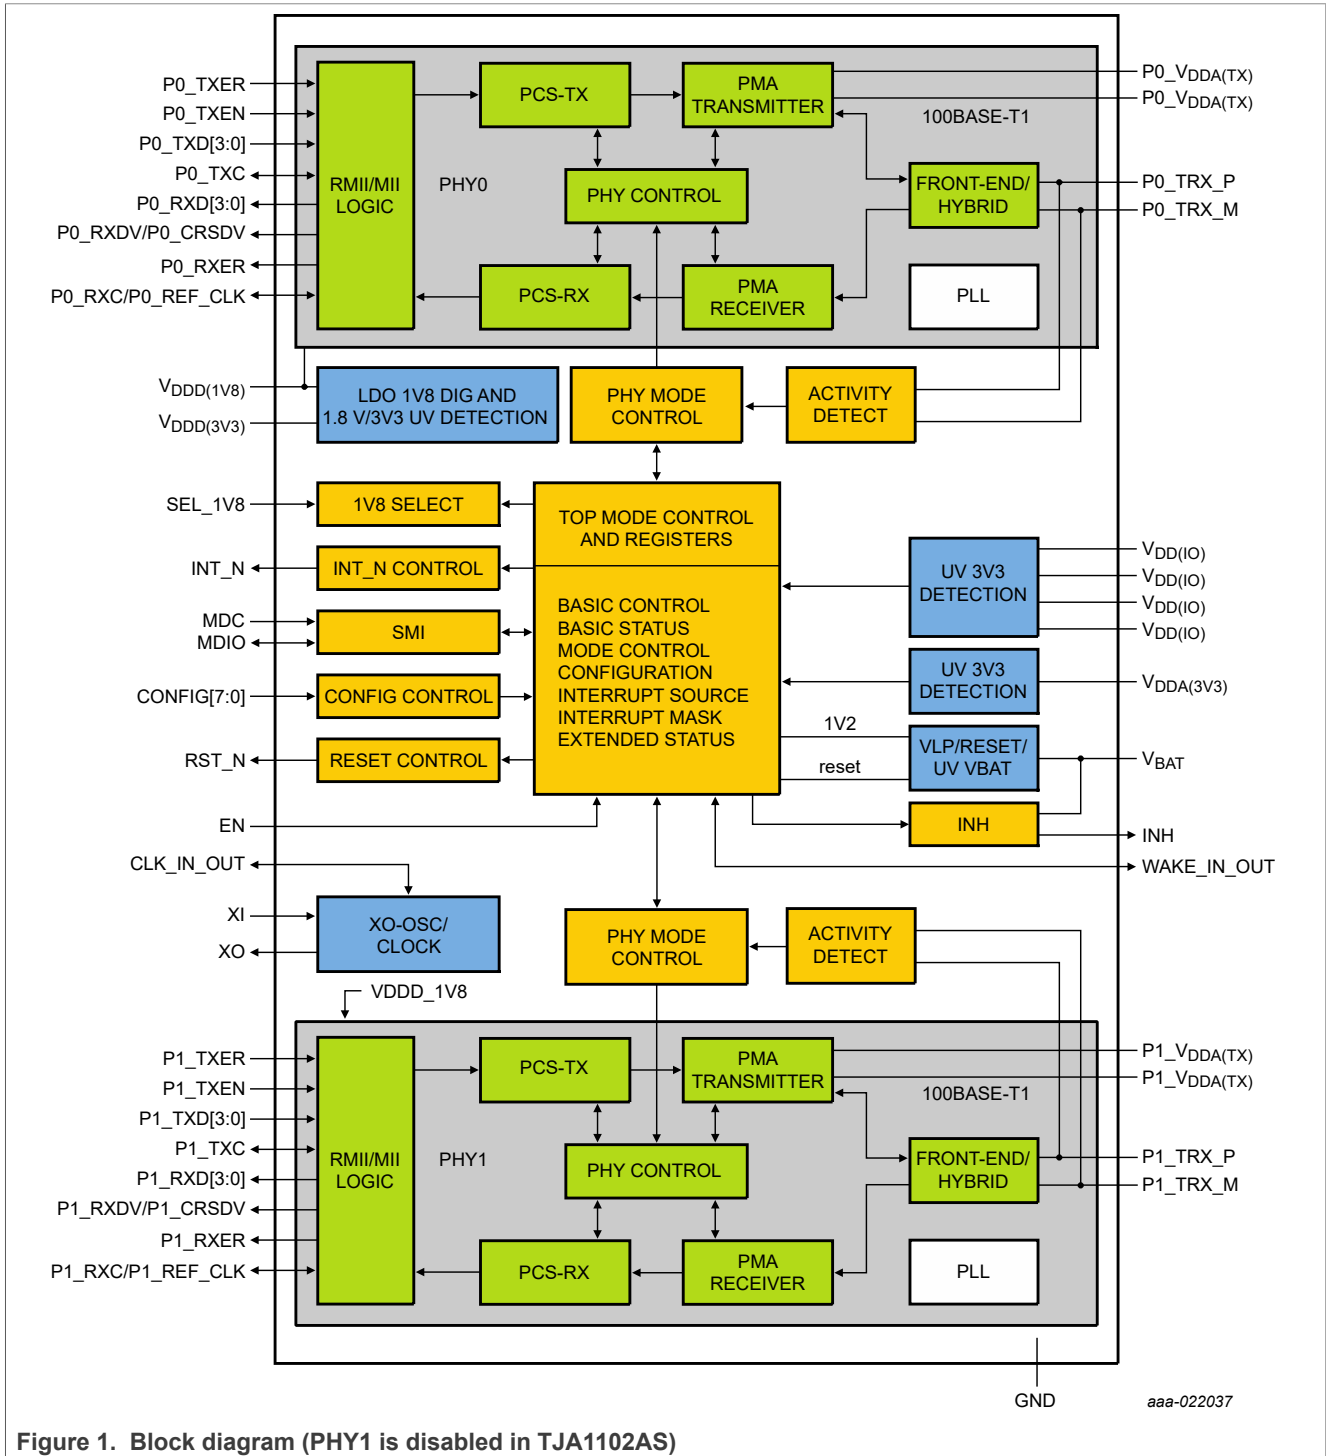 P0_TXER
P0_TXEN
P0_TXD[3:0]
P0_TXC
P0_RXD[3:0]
P0_RXDV/P0_CRSDV
P0_RXER
P0_RXC/P0_REF_CLK
RMII/MII
LOGIC
PHY0
PCS-TX
PMA
TRANSMITTER
PHY CONTROL
PCS-RX
PMA
RECEIVER
100BASE-T1
FRONT-END/
HYBRID
PLL
P0_VDDA(TX)
P0_VDDA(TX)
P0_TRX_P
P0_TRX_M
VDDD(1V8)
VDDD(3V3)
LDO 1V8 DIG AND
1.8 V/3V3 UV DETECTION
PHY MODE
CONTROL
ACTIVITY
DETECT
SEL_1V8
1V8 SELECT
INT_N
INT_N CONTROL
MDC
MDIO
SMI
CONFIG[7:0]
CONFIG CONTROL
RST_N
RESET CONTROL
EN
TOP MODE CONTROL
AND REGISTERS
BASIC CONTROL
BASIC STATUS
MODE CONTROL
CONFIGURATION
INTERRUPT SOURCE
INTERRUPT MASK
EXTENDED STATUS
UV 3V3
DETECTION
VDD(IO)
VDD(IO)
VDD(IO)
VDD(IO)
UV 3V3
DETECTION
VDDA(3V3)
1V2
reset
VLP/RESET/
UV VBAT
VBAT
INH
INH
WAKE_IN_OUT
CLK_IN_OUT
XI
XO
XO-OSC/
CLOCK
PHY MODE
CONTROL
ACTIVITY
DETECT
VDDD_1V8
P1_TXER
P1_TXEN
P1_TXD[3:0]
P1_TXC
P1_RXD[3:0]
P1_RXDV/P1_CRSDV
P1_RXER
P1_RXC/P1_REF_CLK
RMII/MII
LOGIC
PHY1
PCS-TX
PMA
TRANSMITTER
PHY CONTROL
PCS-RX
PMA
RECEIVER
100BASE-T1
FRONT-END/
HYBRID
PLL
P1_VDDA(TX)
P1_VDDA(TX)
P1_TRX_P
P1_TRX_M
GND
aaa-022037
Figure 1. Block diagram (PHY1 is disabled in TJA1102AS)